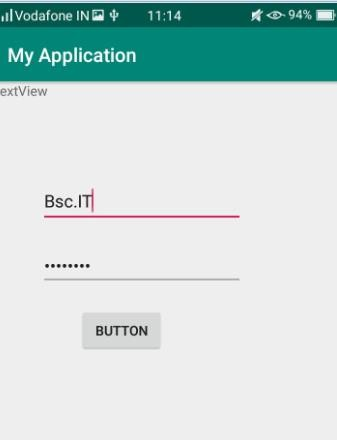 Vodafone IN 11:14 94%
My Application
extView
Bsc.IT
••••••••
BUTTON